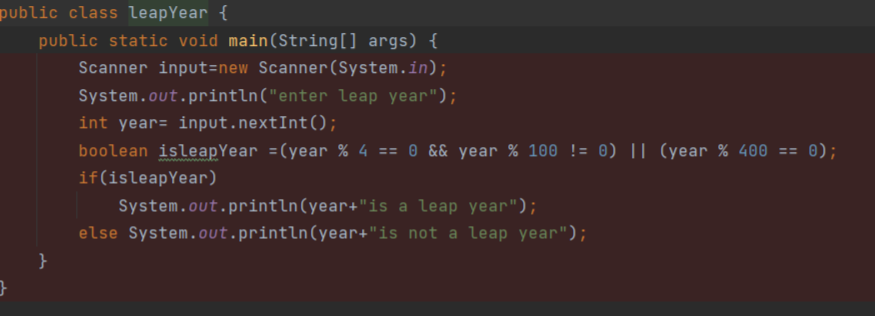 public class leapYear {
public static void main(String[] args) {
Scanner input=new Scanner(System.in);
System.out.println("enter leap year");
int year= input.nextInt();
boolean isleapYear =(year % 4 == 0 && year % 100 != 0) || (year % 400 == 0);
if(isleapYear)
System.out.println(year+"is a leap year");
else System.out.println(year+"is not a leap year");
}
}